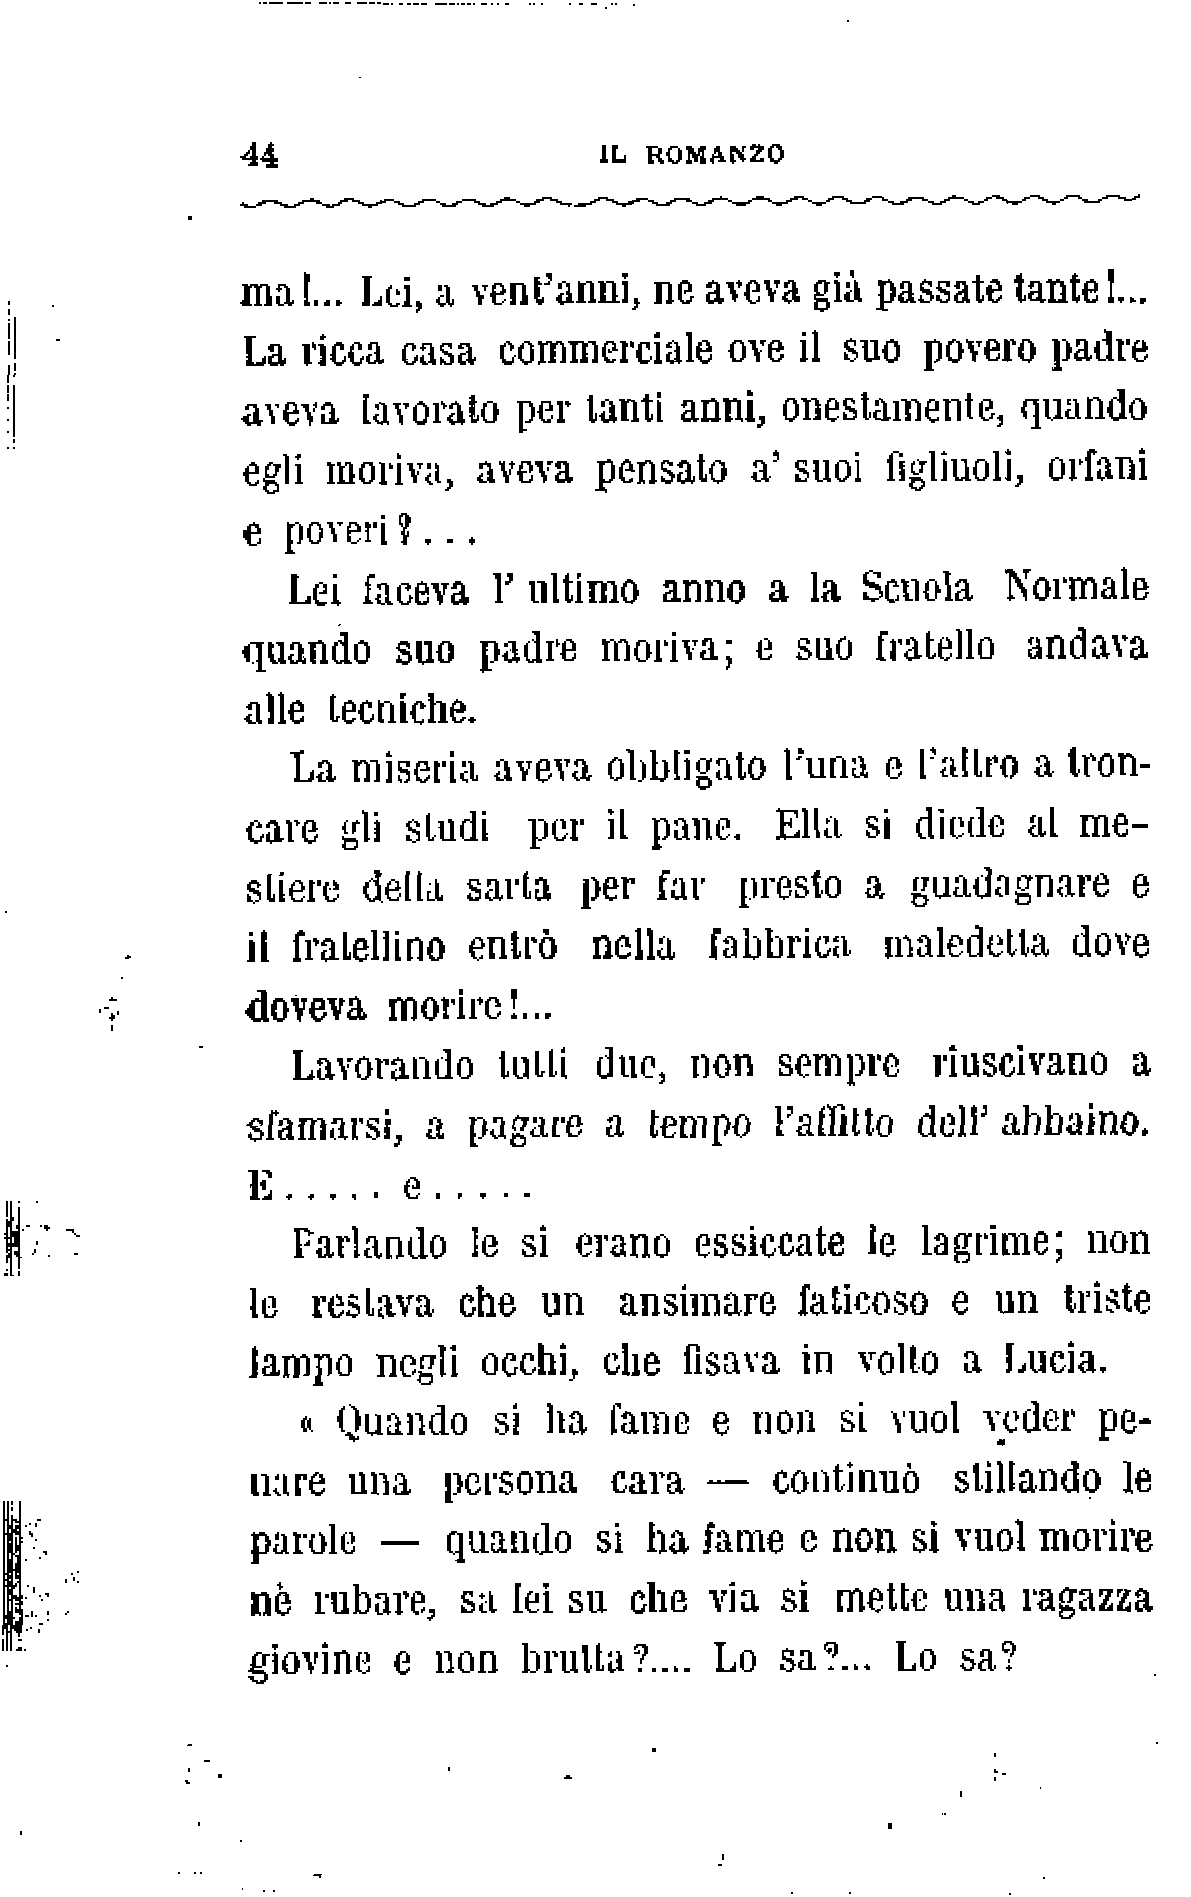 44 IL ROMANZO
ma!... Lei, a vent'anni, ne aveva già passate tante!...
La ricca casa commerciale ove il suo povero padre
aveva lavorato per tanti anni, onestamente, quando
egli moriva, aveva pensato a' suoi figliuoli, orfani
e poveri?...
Lei faceva l' ultimo anno a la Scuola Normale
quando suo padre moriva; e suo fratello andava
alle tecniche.
La miseria aveva obbligato l'una e l'altro a tron-
care gli studi per il pane. Ella si diede al me-
stiere della sarta per far presto a guadagnare e
il fratellino entrò nella fabbrica maledetta dove
doveva morire!...
Lavorando tutti due, non sempre riuscivano a
sfamarsi, a pagare a tempo l'affitto dell' abbaino.
E..... e.....
Parlando le si erano essiccate le lagrime; non
le restava che un ansimare faticoso e un triste
lampo negli occhi, che fisava in volto a Lucia.
« Quando si ha fame e non si vuol veder pe-
nare una persona cara — continuò stillando le
parole — quando si ha fame e non si vuol morire
nè rubare, sa lei su che via si mette una ragazza
giovine e non brutta?.... Lo sa?... Lo sa?